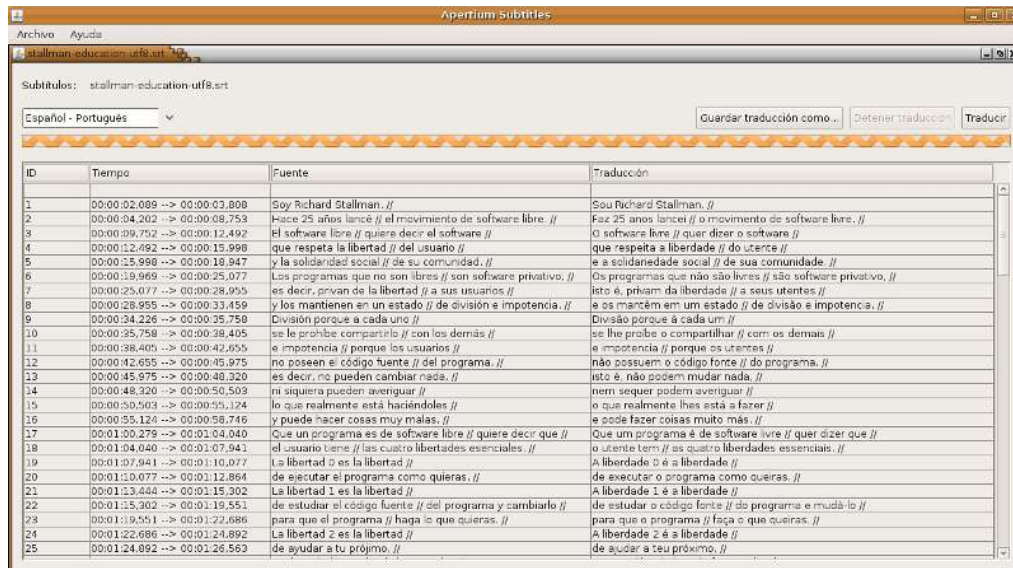 Apertium Subtitles
Archivo Ayuda
stallman-education-utf8.srt
Subtítulos: stallman-education-utf8.srt
Español - Portugués
Guardar traducción como... Detener traducción Traducir
ID Tiempo Fuente Traducción
1 00:00:02,089 --> 00:00:03,808 Soy Richard Stallman. // Sou Richard Stallman. //
2 00:00:04,202 --> 00:00:08,753 Hace 25 años lancé // el movimiento de software libre. // Faz 25 anos lancei // o movimento de software livre. //
3 00:00:09,752 --> 00:00:12,492 El software libre // quiere decir el software // O software livre // quer dizer o software //
4 00:00:12,492 --> 00:00:15,998 que respeta la libertad // del usuario // que respeita a liberdade // do utente //
5 00:00:15,998 --> 00:00:18,947 y la solidaridad social // de su comunidad. // e a solidariedade social // de sua comunidade. //
6 00:00:19,969 --> 00:00:25,077 Los programas que no son libres // son software privativo, // Os programas que não são livres // são software privativo, //
7 00:00:25,077 --> 00:00:28,955 es decir, privan de la libertad // a sus usuarios // isto é, privam da liberdade // a seus utentes //
8 00:00:28,955 --> 00:00:33,459 y los mantienen en un estado // de división e impotencia. // e os mantêm em um estado // de divisão e impotencia. //
9 00:00:34,226 --> 00:00:35,758 División porque a cada uno // Divisão porque à cada um //
10 00:00:35,758 --> 00:00:38,405 se le prohíbe compartirlo // con los demás // se lhe proíbe o compartilhar // com os demais //
11 00:00:38,405 --> 00:00:42,655 e impotencia // porque los usuarios // e impotencia // porque os utentes //
12 00:00:42,655 --> 00:00:45,975 no poseen el código fuente // del programa, // não possuem o código fonte // do programa, //
13 00:00:45,975 --> 00:00:48,320 es decir, no pueden cambiar nada, // isto é, não podem mudar nada, //
14 00:00:48,320 --> 00:00:50,503 ni siquiera pueden averiguar // nem sequer podem averiguar //
15 00:00:50,503 --> 00:00:55,124 lo que realmente está haciéndoles // o que realmente lhes está a fazer //
16 00:00:55,124 --> 00:00:58,746 y puede hacer cosas muy malas. // e pode fazer coisas muito más. //
17 00:01:00,279 --> 00:01:04,040 Que un programa es de software libre // quiere decir que // Que um programa é de software livre // quer dizer que //
18 00:01:04,040 --> 00:01:07,941 el usuario tiene // las cuatro libertades esenciales. // o utente tem // as quatro liberdades essenciais. //
19 00:01:07,941 --> 00:01:10,077 La libertad 0 es la libertad // A liberdade 0 é a liberdade //
20 00:01:10,077 --> 00:01:12,864 de ejecutar el programa como quieras. // de executar o programa como queiras. //
21 00:01:13,444 --> 00:01:15,302 La libertad 1 es la libertad // A liberdade 1 é a liberdade //
22 00:01:15,302 --> 00:01:19,551 de estudiar el código fuente // del programa y cambiarlo // de estudar o código fonte // do programa e mudá-lo //
23 00:01:19,551 --> 00:01:22,686 para que el programa // haga lo que quieras. // para que o programa // faça o que queiras. //
24 00:01:22,686 --> 00:01:24,892 La libertad 2 es la libertad // A liberdade 2 é a liberdade //
25 00:01:24,892 --> 00:01:26,563 de ayudar a tu prójimo, // de ajudar a teu próximo, //